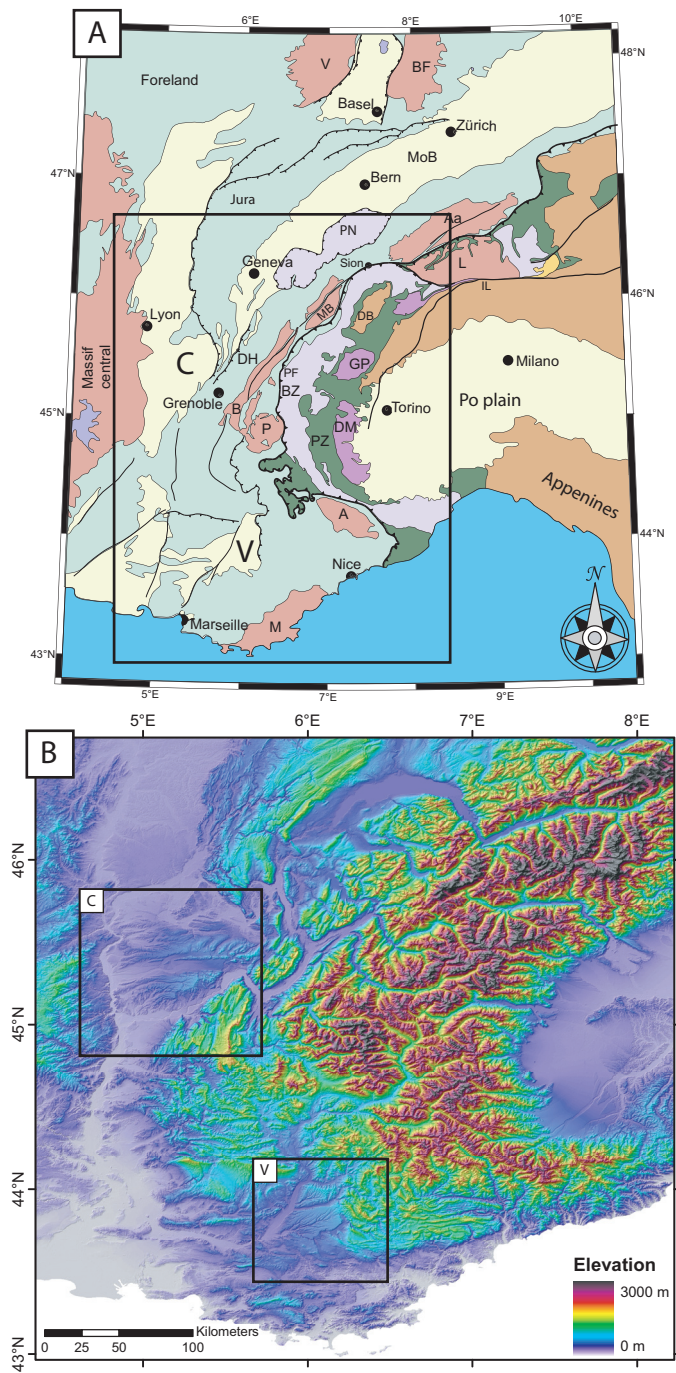 A
6°E
8°E
10°E
48°N
V
BF
Foreland
Basel
Zürich
MoB
47°N
Bern
Jura
Aa
PN
Geneva
Sion
L
46°N
IL
MB
DB
Lyon
Massif
central
DH
C
PF
GP
Milano
BZ
Grenoble
B
Torino
Po plain
45°N
P
DM
PZ
Appenines
A
44°N
V
Nice
N
Marseille
M
43°N
5°E
7°E
9°E
5°E
6°E
7°E
8°E
B
46°N
C
45°N
V
44°N
Elevation
3000 m
0 m
Kilometers
0 25 50 100
43°N